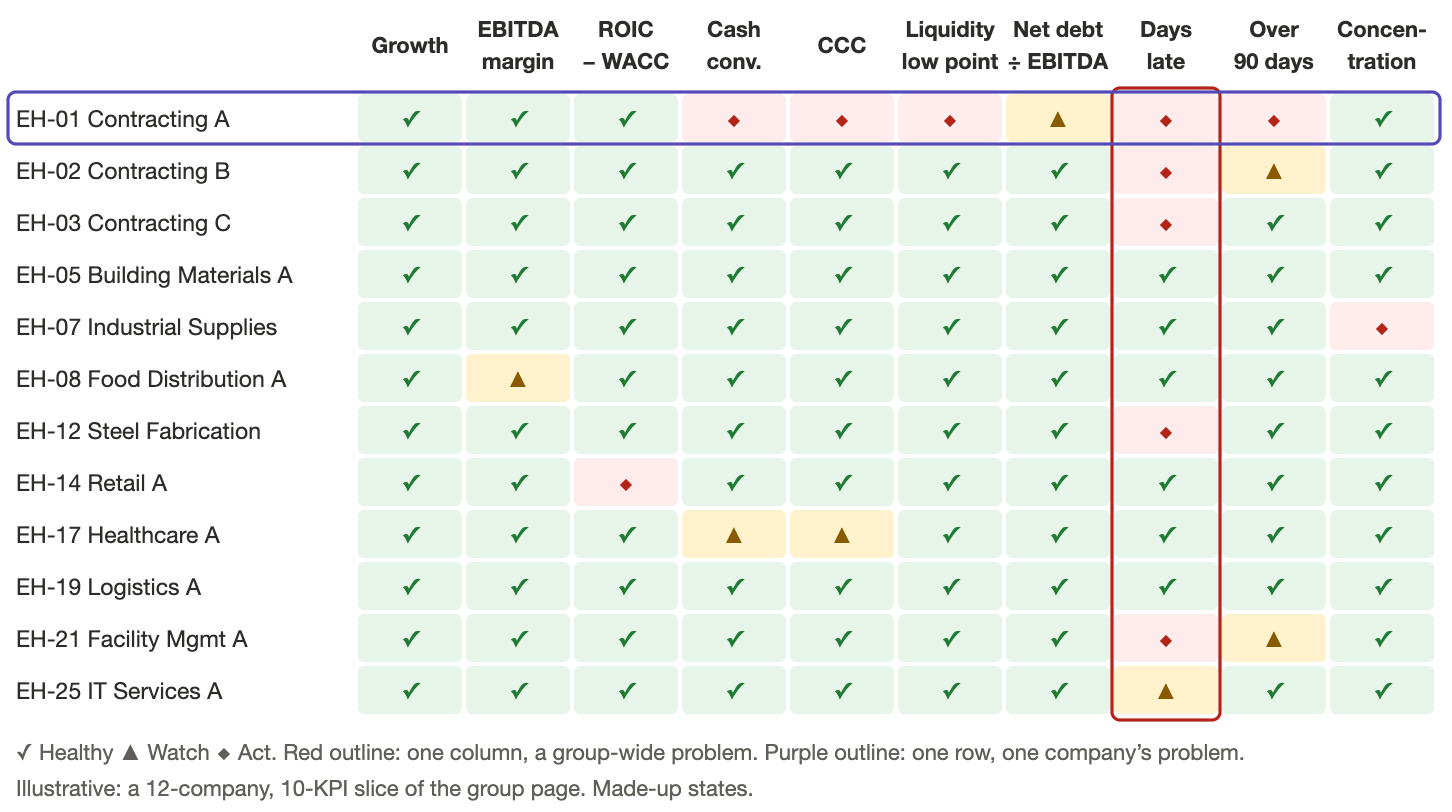 Growth
EBITDA margin
ROIC – WACC
Cash conv.
CCC
Liquidity low point
Net debt ÷ EBITDA
Days late
Over 90 days
Concen-tration
EH-01 Contracting A ✓ ✓ ✓ ◆ ◆ ◆ ▲ ◆ ◆ ✓
EH-02 Contracting B ✓ ✓ ✓ ✓ ✓ ✓ ✓ ◆ ▲ ✓
EH-03 Contracting C ✓ ✓ ✓ ✓ ✓ ✓ ✓ ◆ ✓ ✓
EH-05 Building Materials A ✓ ✓ ✓ ✓ ✓ ✓ ✓ ✓ ✓ ✓
EH-07 Industrial Supplies ✓ ✓ ✓ ✓ ✓ ✓ ✓ ✓ ✓ ◆
EH-08 Food Distribution A ✓ ▲ ✓ ✓ ✓ ✓ ✓ ✓ ✓ ✓
EH-12 Steel Fabrication ✓ ✓ ✓ ✓ ✓ ✓ ✓ ◆ ✓ ✓
EH-14 Retail A ✓ ✓ ◆ ✓ ✓ ✓ ✓ ✓ ✓ ✓
EH-17 Healthcare A ✓ ✓ ✓ ▲ ▲ ✓ ✓ ✓ ✓ ✓
EH-19 Logistics A ✓ ✓ ✓ ✓ ✓ ✓ ✓ ✓ ✓ ✓
EH-21 Facility Mgmt A ✓ ✓ ✓ ✓ ✓ ✓ ✓ ◆ ▲ ✓
EH-25 IT Services A ✓ ✓ ✓ ✓ ✓ ✓ ✓ ▲ ✓ ✓
✓ Healthy ▲ Watch ◆ Act. Red outline: one column, a group-wide problem. Purple outline: one row, one company’s problem.
Illustrative: a 12-company, 10-KPI slice of the group page. Made-up states.